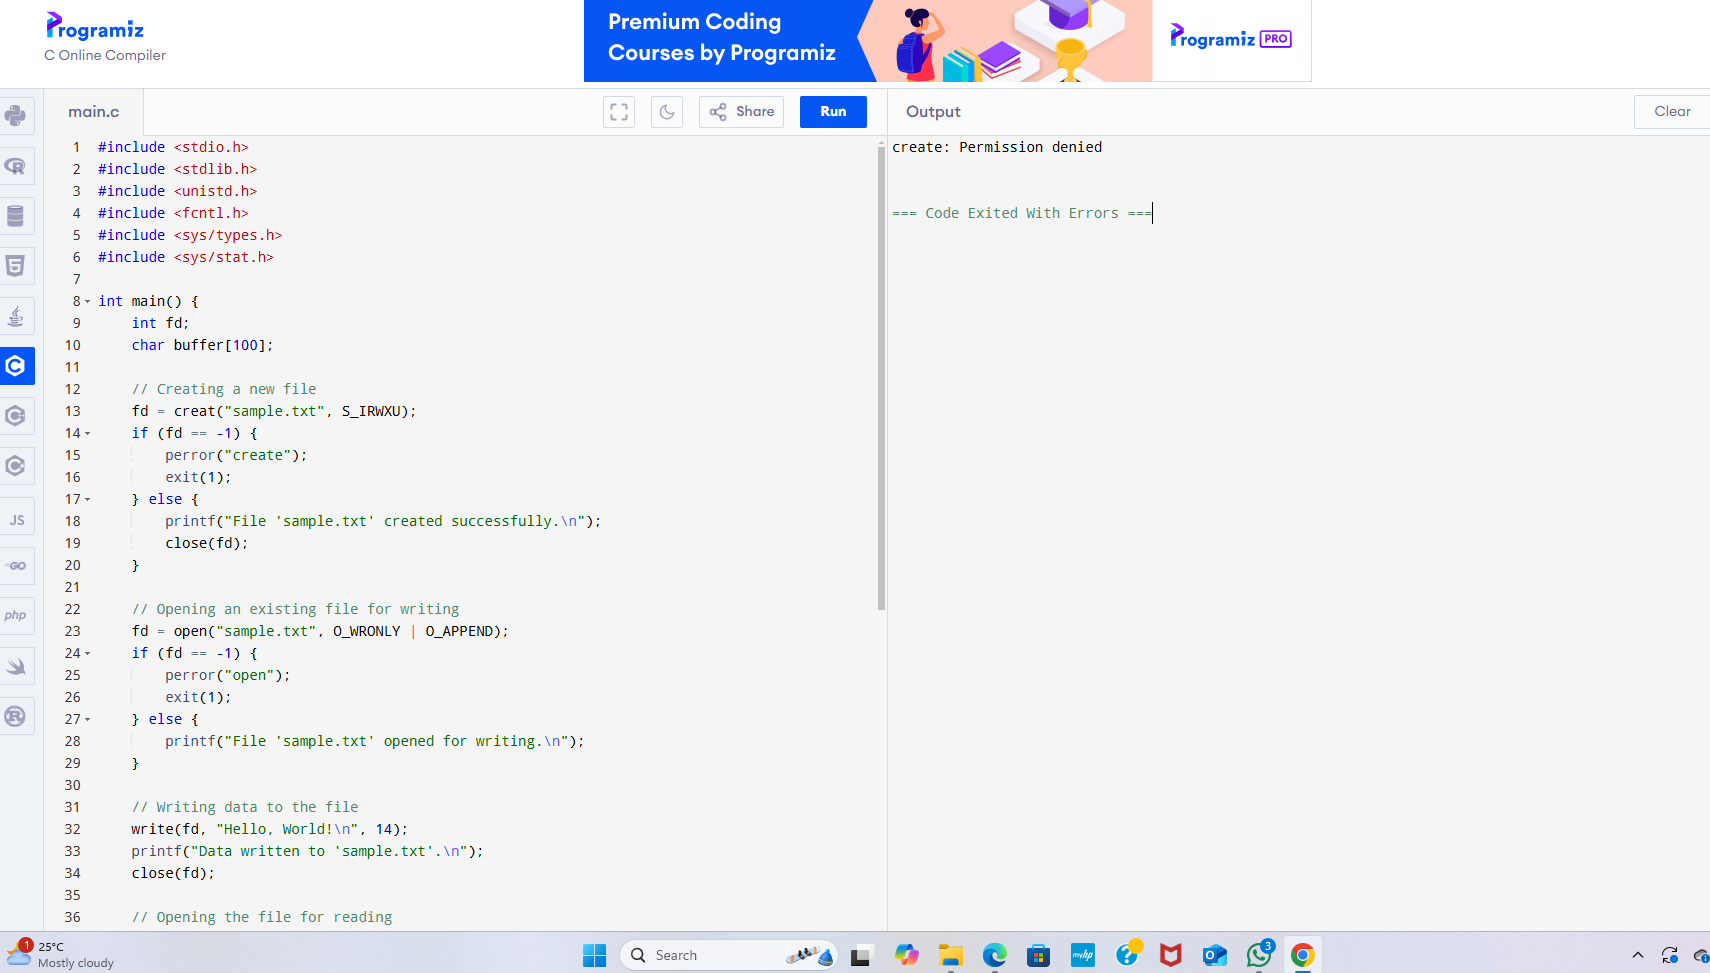 Programiz
C Online Compiler
Premium Coding
Courses by Programiz
Programiz PRO
main.c
Share
Run
Output
Clear
1 #include <stdio.h>
2 #include <stdlib.h>
3 #include <unistd.h>
4 #include <fcntl.h>
5 #include <sys/types.h>
6 #include <sys/stat.h>
7
8 int main() {
9 int fd;
10 char buffer[100];
11
12 // Creating a new file
13 fd = creat("sample.txt", S_IRWXU);
14 if (fd == -1) {
15 perror("create");
16 exit(1);
17 } else {
18 printf("File 'sample.txt' created successfully.\n");
19 close(fd);
20 }
21
22 // Opening an existing file for writing
23 fd = open("sample.txt", O_WRONLY | O_APPEND);
24 if (fd == -1) {
25 perror("open");
26 exit(1);
27 } else {
28 printf("File 'sample.txt' opened for writing.\n");
29 }
30
31 // Writing data to the file
32 write(fd, "Hello, World!\n", 14);
33 printf("Data written to 'sample.txt'.\n");
34 close(fd);
35
36 // Opening the file for reading
create: Permission denied
=== Code Exited With Errors ===
JS
GO
php
1
25°C
Mostly cloudy
Search
myhp
3